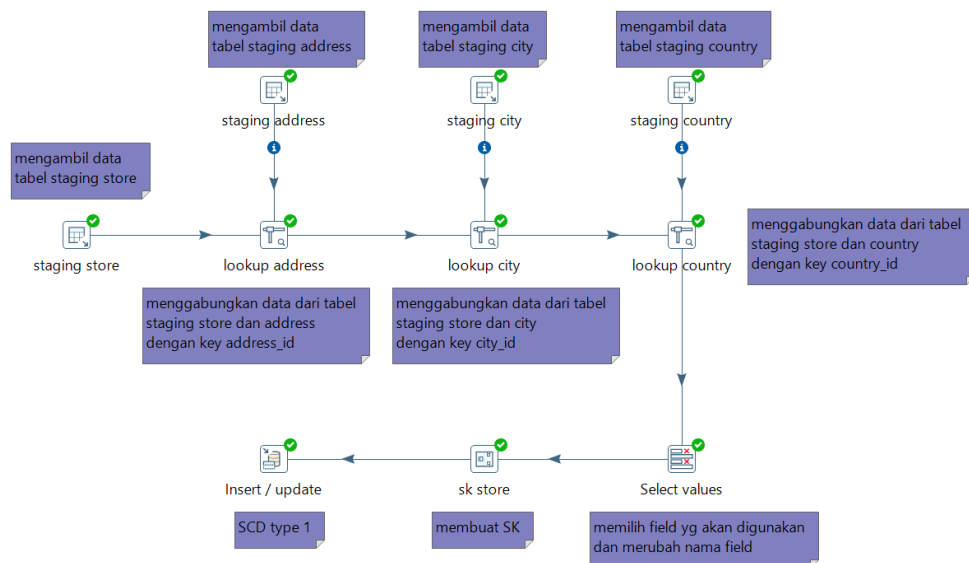 mengambil data
tabel staging address
mengambil data
tabel staging city
mengambil data
tabel staging country
staging address
staging city
staging country
mengambil data
tabel staging store
staging store
lookup address
lookup city
lookup country
menggabungkan data dari tabel
staging store dan country
dengan key country_id
menggabungkan data dari tabel
staging store dan address
dengan key address_id
menggabungkan data dari tabel
staging store dan city
dengan key city_id
Insert / update
sk store
Select values
SCD type 1
membuat SK
memilih field yg akan digunakan
dan merubah nama field